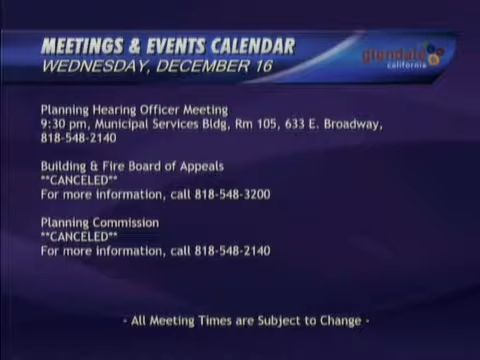 MEETINGS & EVENTS CALENDAR
WEDNESDAY, DECEMBER 16
glendale
california
Planning Hearing Officer Meeting
9:30 pm, Municipal Services Bldg, Rm 105, 633 E. Broadway,
818-548-2140
Building & Fire Board of Appeals
**CANCELED**
For more information, call 818-548-3200
Planning Commission
**CANCELED**
For more information, call 818-548-2140
- All Meeting Times are Subject to Change -